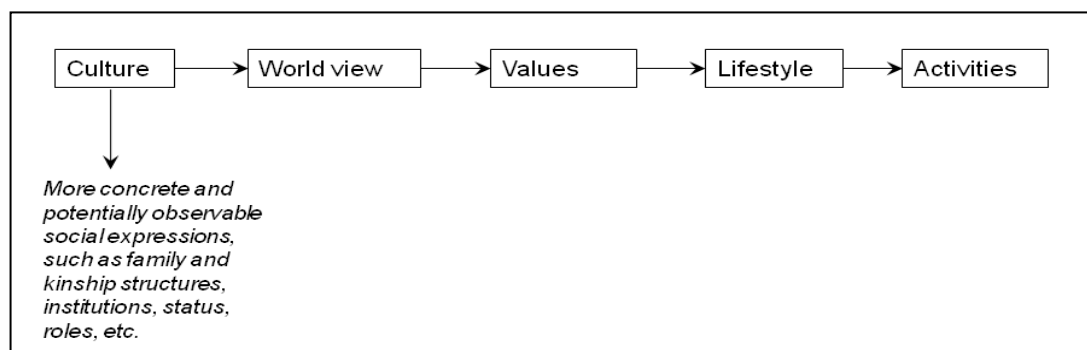 Culture World view Values Lifestyle Activities
More concrete and
potentially observable
social expressions,
such as family and
kinship structures,
institutions, status,
roles, etc.